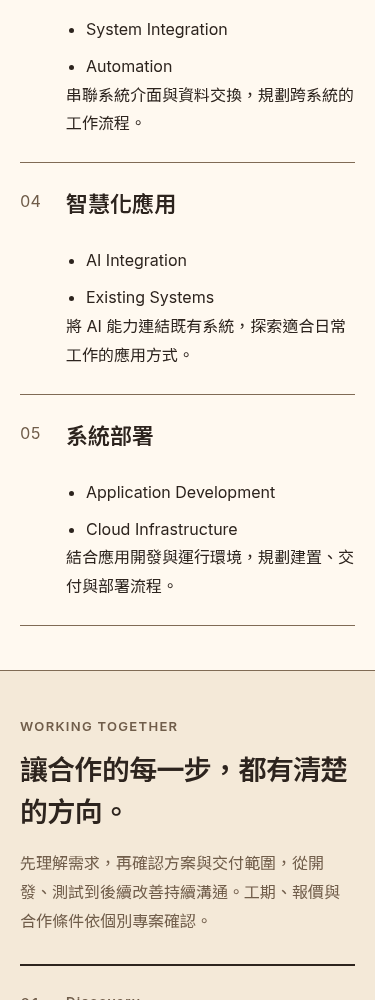 System Integration
Automation
串聯系統介面與資料交換，規劃跨系統的
工作流程。
04 智慧化應用
AI Integration
Existing Systems
將 AI 能力連結既有系統，探索適合日常
工作的應用方式。
05 系統部署
Application Development
Cloud Infrastructure
結合應用開發與運行環境，規劃建置、交
付與部署流程。
WORKING TOGETHER
讓合作的每一步，都有清楚
的方向。
先理解需求，再確認方案與交付範圍，從開
發、測試到後續改善持續溝通。工期、報價與
合作條件依個別專案確認。